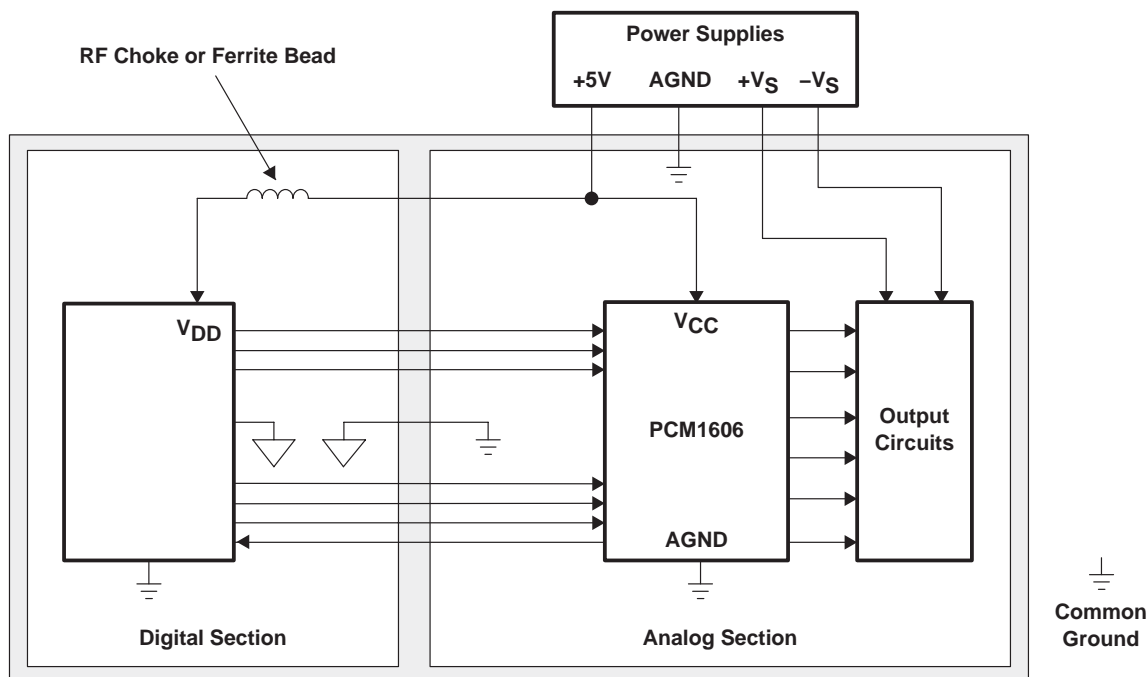 Power Supplies
RF Choke or Ferrite Bead
+5V AGND +VS –VS
VDD
VCC
PCM1606
Output
Circuits
AGND
Common
Ground
Digital Section
Analog Section